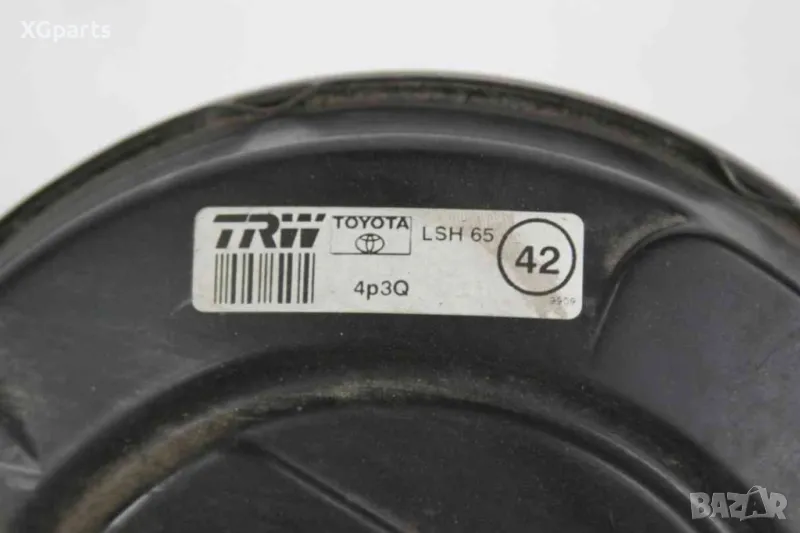 XGparts
TRW TOYOTA LSH 65 42
4p3Q
BAZAR